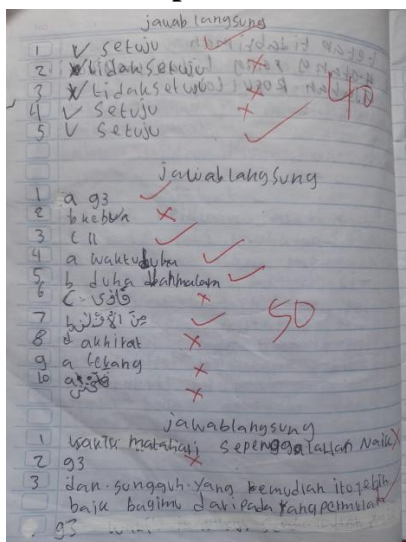 jawab langsung
1 V setuju
2 tidak setuju
3 tidak setuju
4 V setuju
5 V setuju
40
jawab langsung
1 a 93
2 b kebun
3 c 11
4 a waktu duha
5 b duha dan malam
6 c.
7 b
8 d akhirat
9 a terang
10 a
50
jawab langsung
1 waktu matahari sepenggalahan Naik
2 93
3 dan sungguh yang kemudian itu lebih
baik bagimu daripada yang permulaan
93